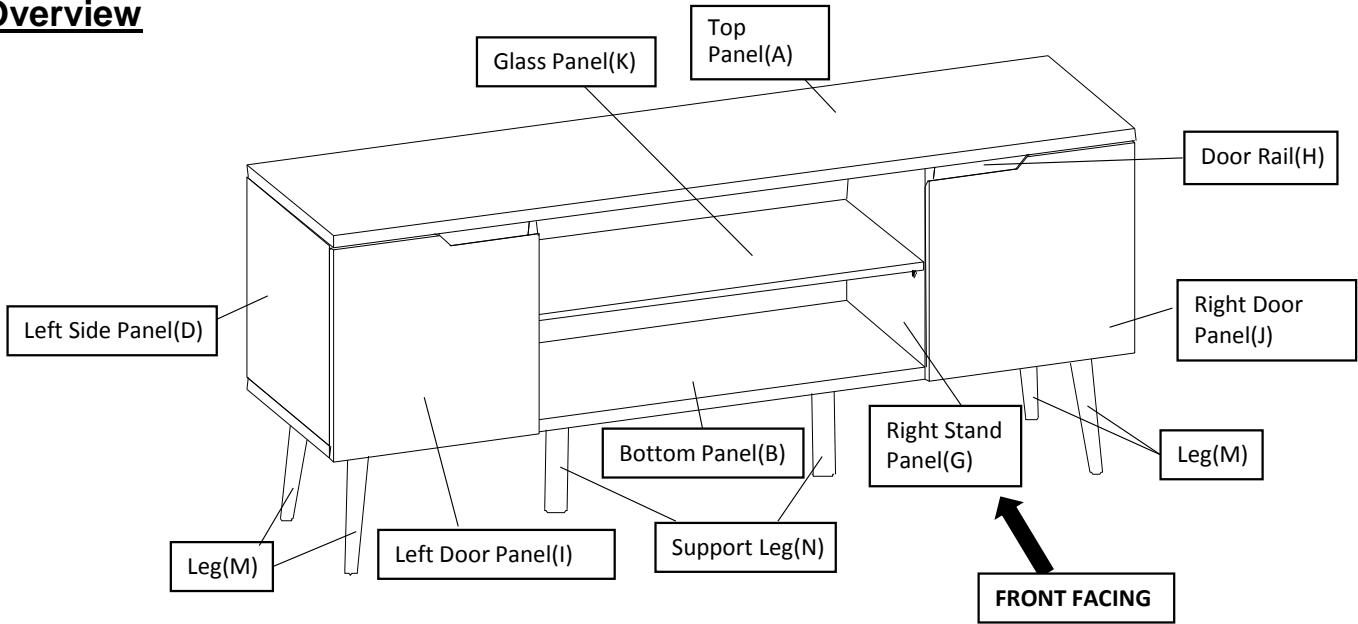 Overview
Top
Panel(A)
Glass Panel(K)
Door Rail(H)
Left Side Panel(D)
Right Door
Panel(J)
Right Stand
Panel(G)
Bottom Panel(B)
Leg(M)
Support Leg(N)
Left Door Panel(I)
Leg(M)
FRONT FACING